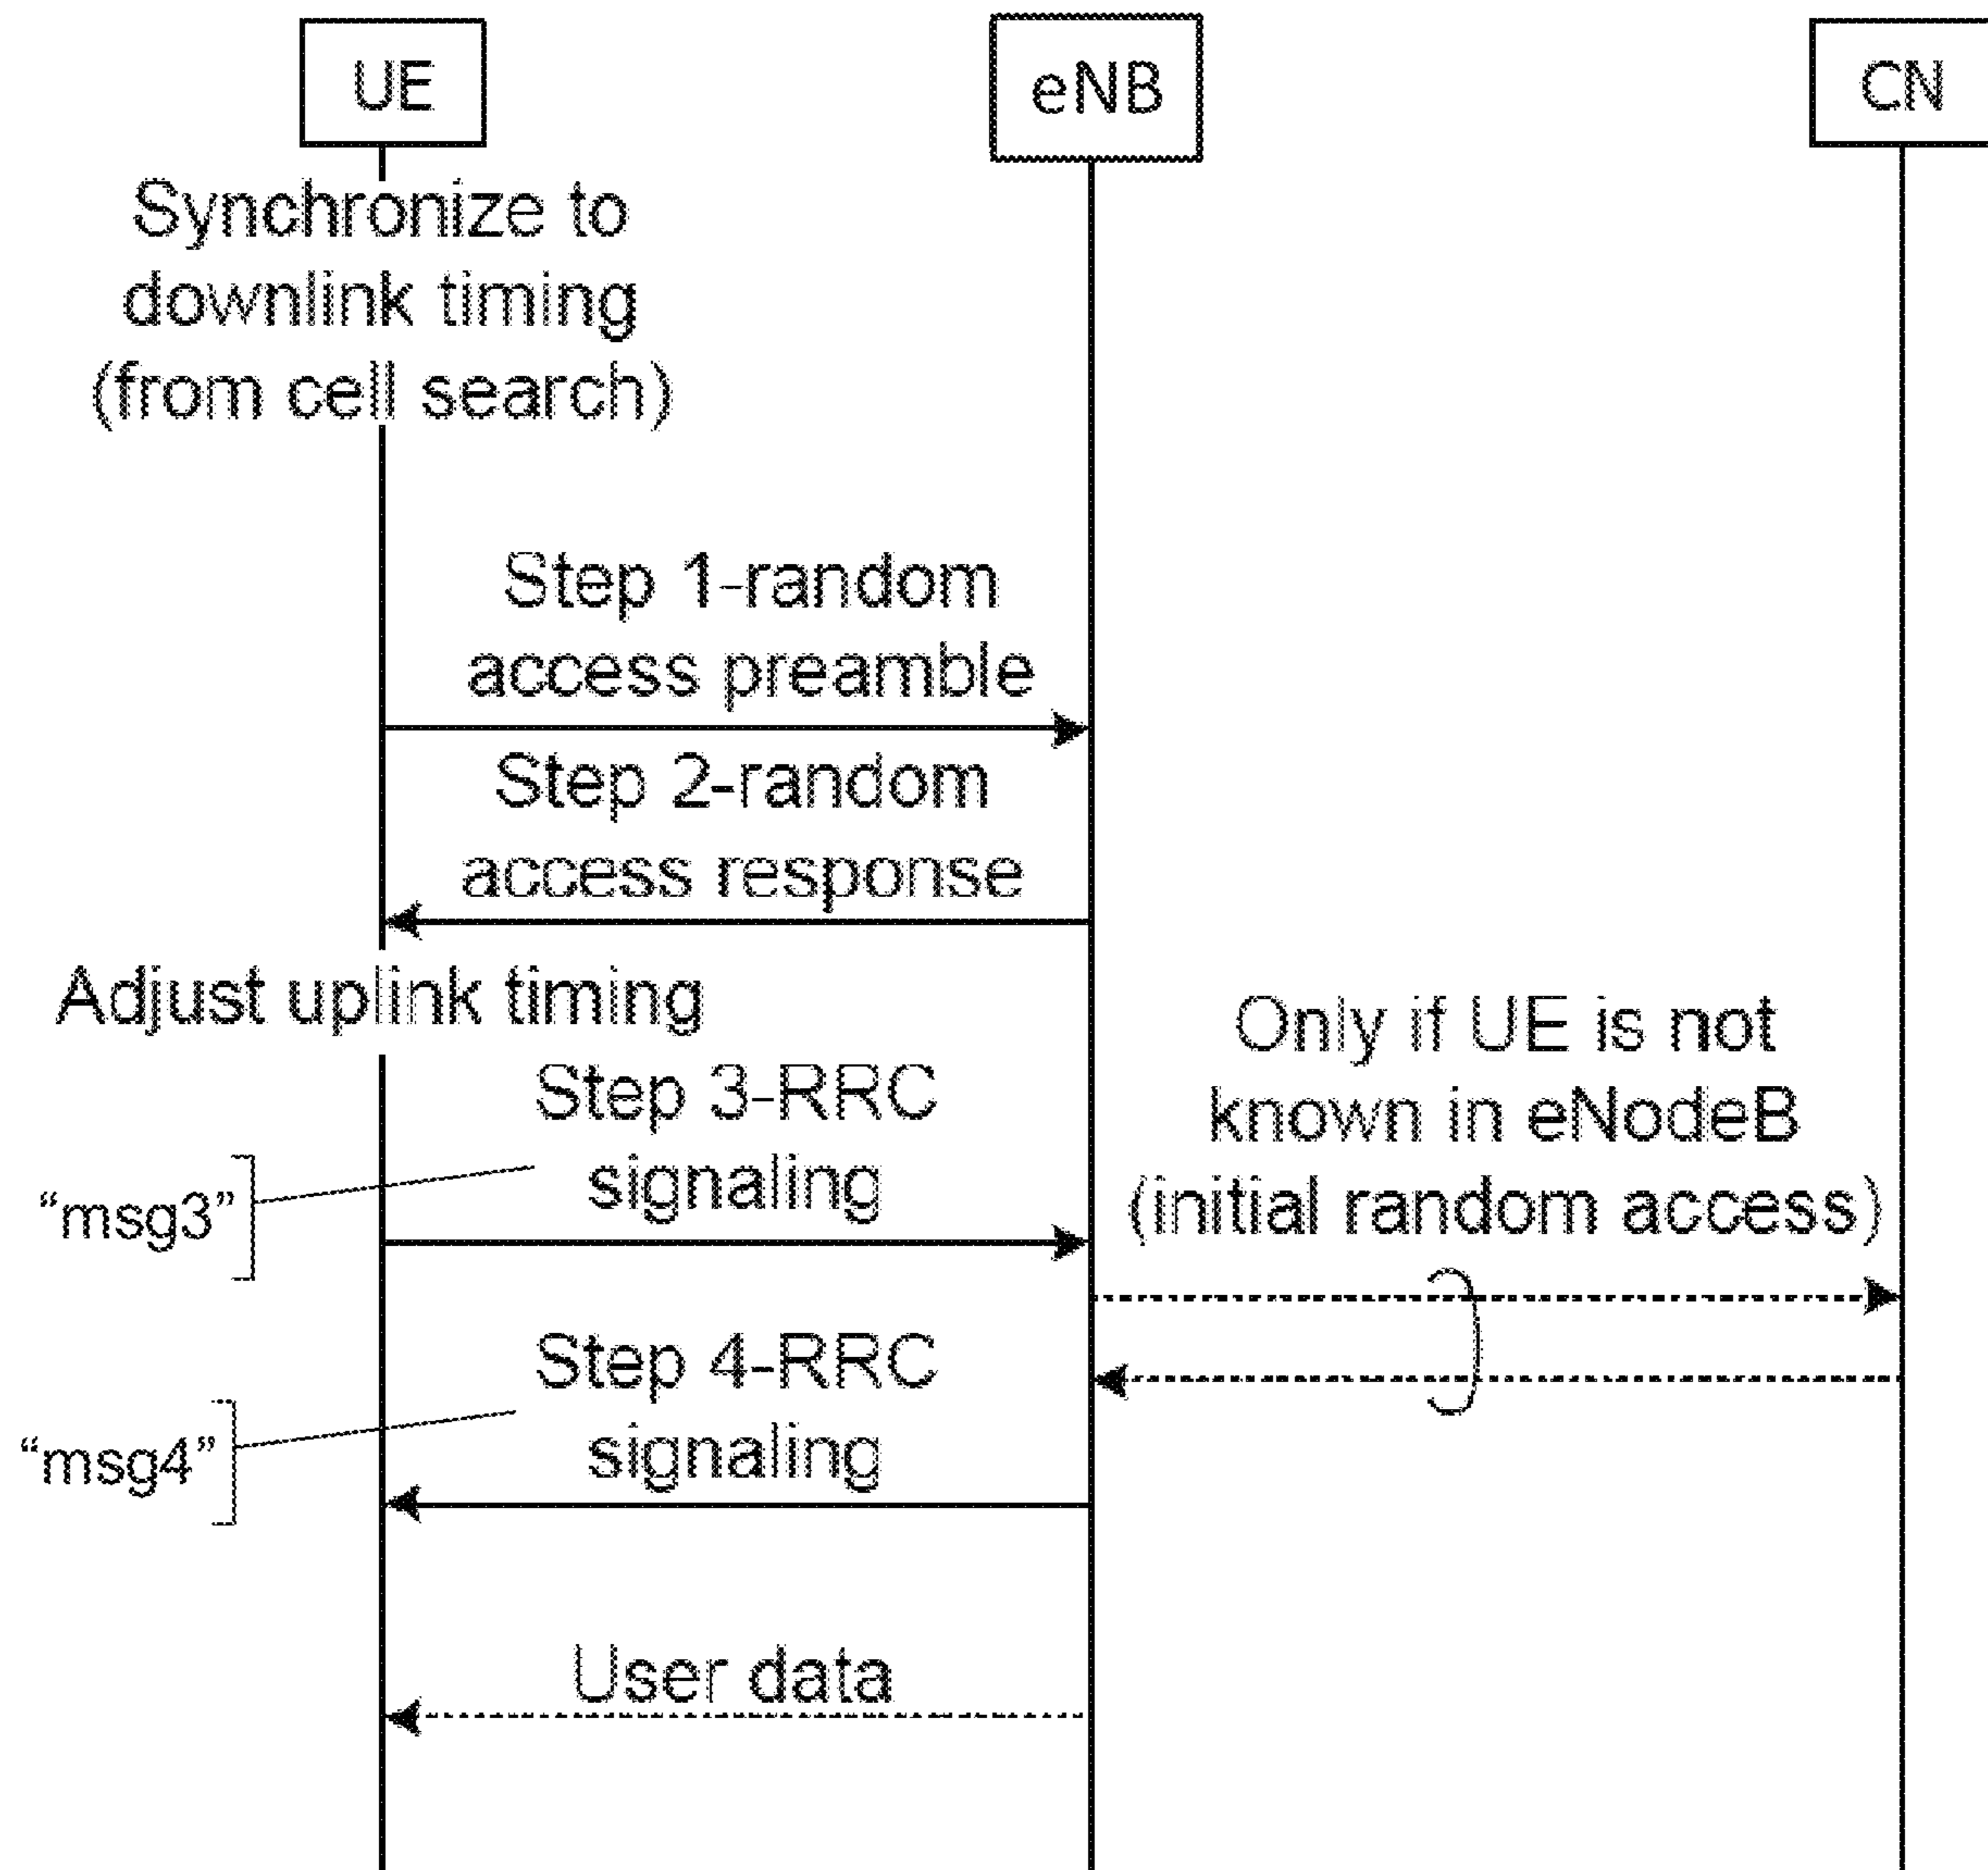 UE
eNB
CN
Synchronize to
downlink timing
(from cell search)
Step 1-random
access preamble
Step 2-random
access response
Adjust uplink timing
Only if UE is not
known in eNodeB
(initial random access)
Step 3-RRC
signaling
“msg3”
Step 4-RRC
signaling
“msg4”
User data